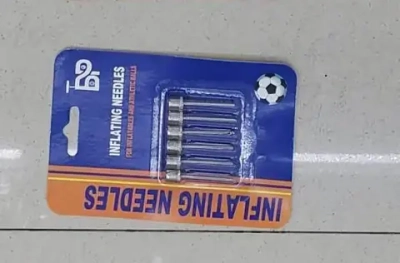 INFLATING NEEDLES
FOR INFLATABLES AND ATHLETIC BALLS
INFLATING NEEDLES